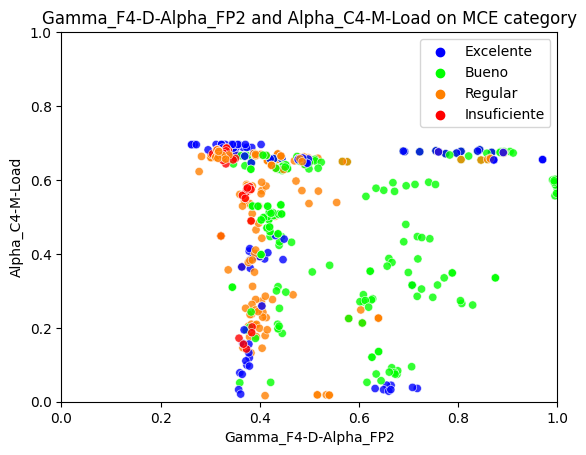 Gamma_F4-D-Alpha_FP2 and Alpha_C4-M-Load on MCE category
Excelente
Bueno
Regular
Insuficiente
Alpha_C4-M-Load
1.0
0.8
0.6
0.4
0.2
0.0
0.0 0.2 0.4 0.6 0.8 1.0
Gamma_F4-D-Alpha_FP2